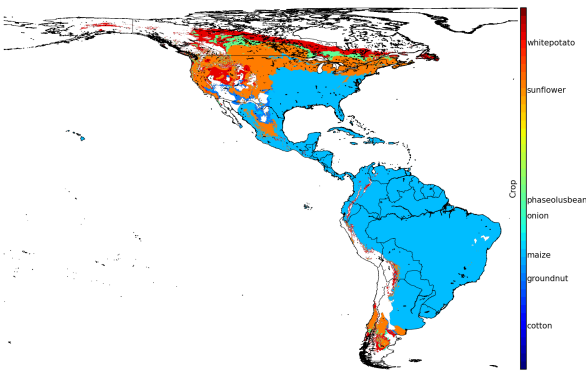 whitepotato
sunflower
phaseolusbean
onion
maize
groundnut
cotton
Crop